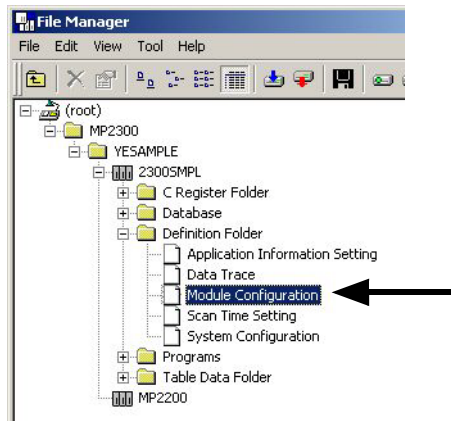 File Manager
File Edit View Tool Help
(root)
MP2300
YESAMPLE
2300SMPL
C Register Folder
Database
Definition Folder
Application Information Setting
Data Trace
Module Configuration
Scan Time Setting
System Configuration
Programs
Table Data Folder
MP2200